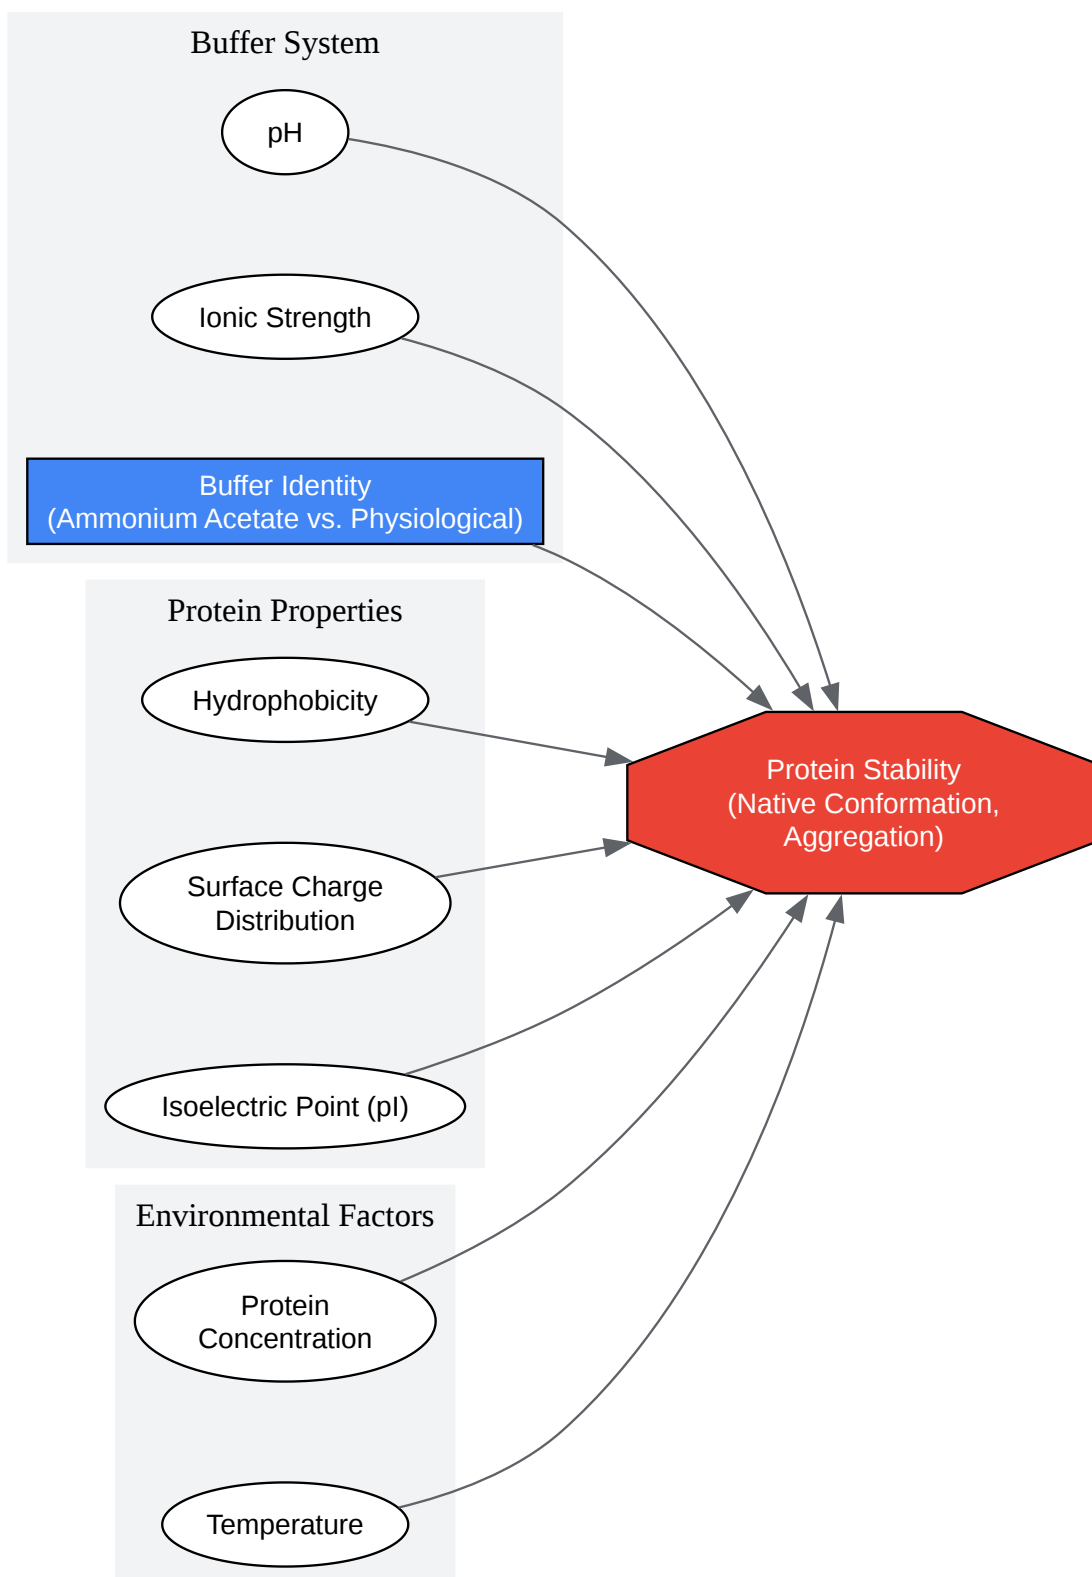 Buffer System
pH
Ionic Strength
Buffer Identity
(Ammonium Acetate vs. Physiological)
Protein Properties
Hydrophobicity
Surface Charge
Distribution
Isoelectric Point (pI)
Environmental Factors
Protein
Concentration
Temperature
Protein Stability
(Native Conformation,
Aggregation)